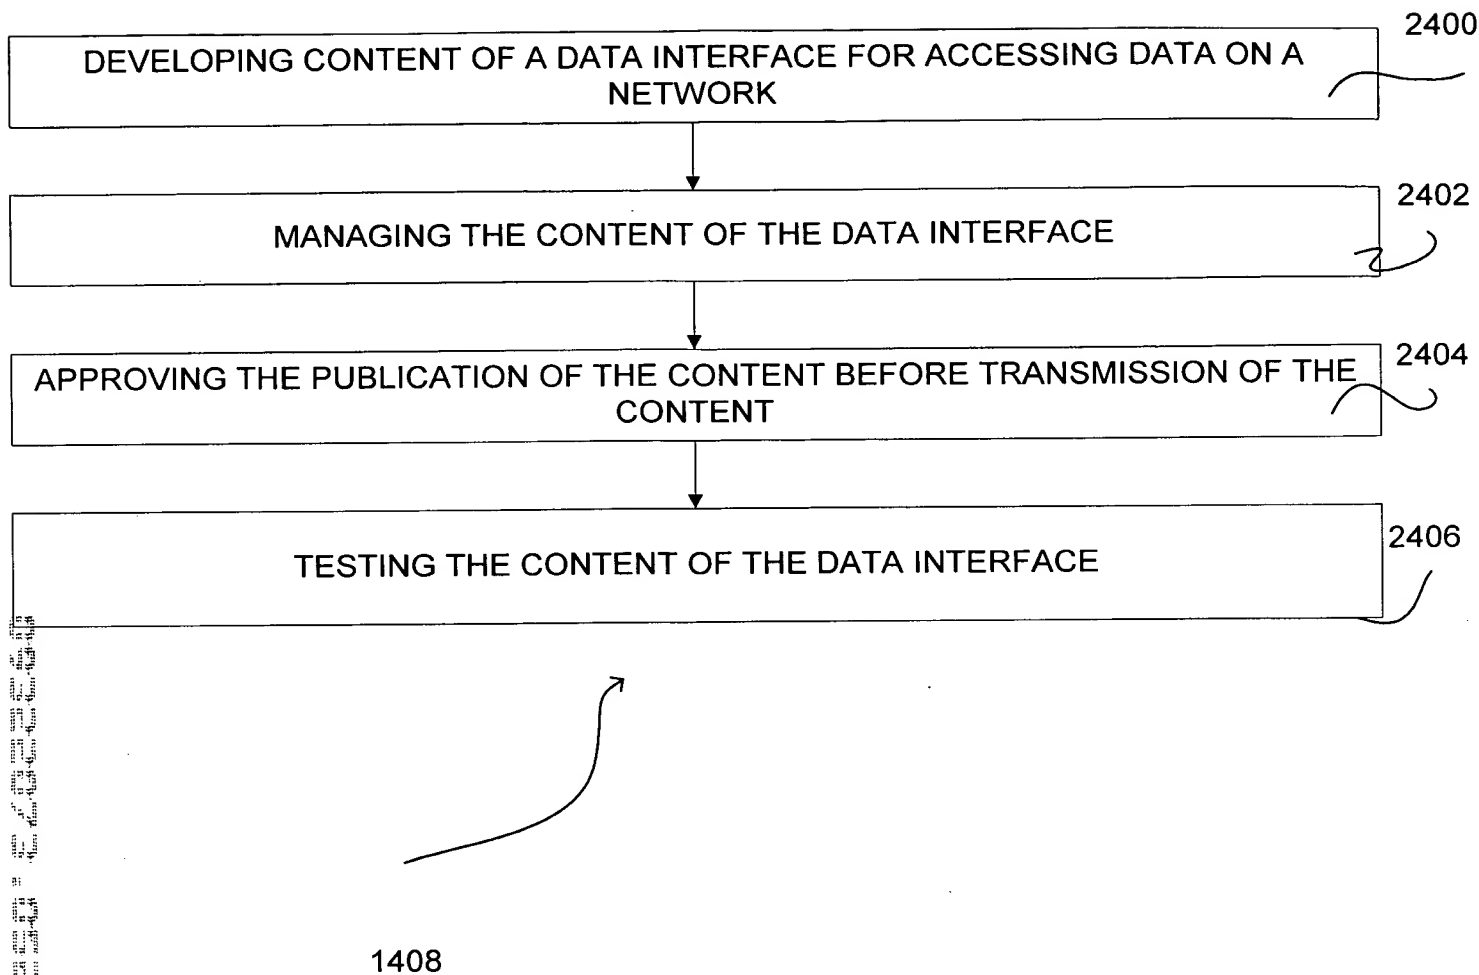 2400
DEVELOPING CONTENT OF A DATA INTERFACE FOR ACCESSING DATA ON A
NETWORK
2402
MANAGING THE CONTENT OF THE DATA INTERFACE
2404
APPROVING THE PUBLICATION OF THE CONTENT BEFORE TRANSMISSION OF THE
CONTENT
2406
TESTING THE CONTENT OF THE DATA INTERFACE
1408